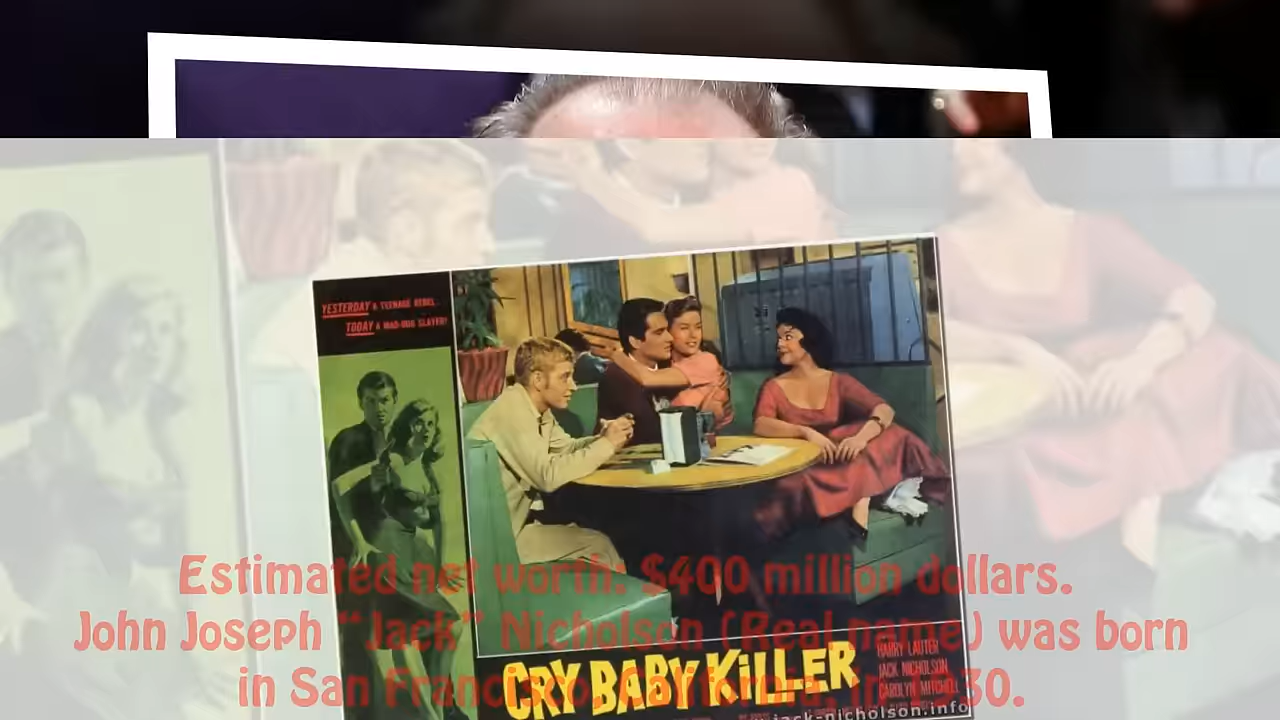 YESTERDAY A TEENAGE REBEL..
TODAY A MAD-DOG SLAYER!
Estimated net worth: $400 million dollars.
John Joseph “Jack” Nicholson (Real name) was born
in San Francisco, California, in
CRY BABY KILLER
HARRY LAUTER
JACK NICHOLSON
CAROLYN MITCHELL
jack-nicholson.info